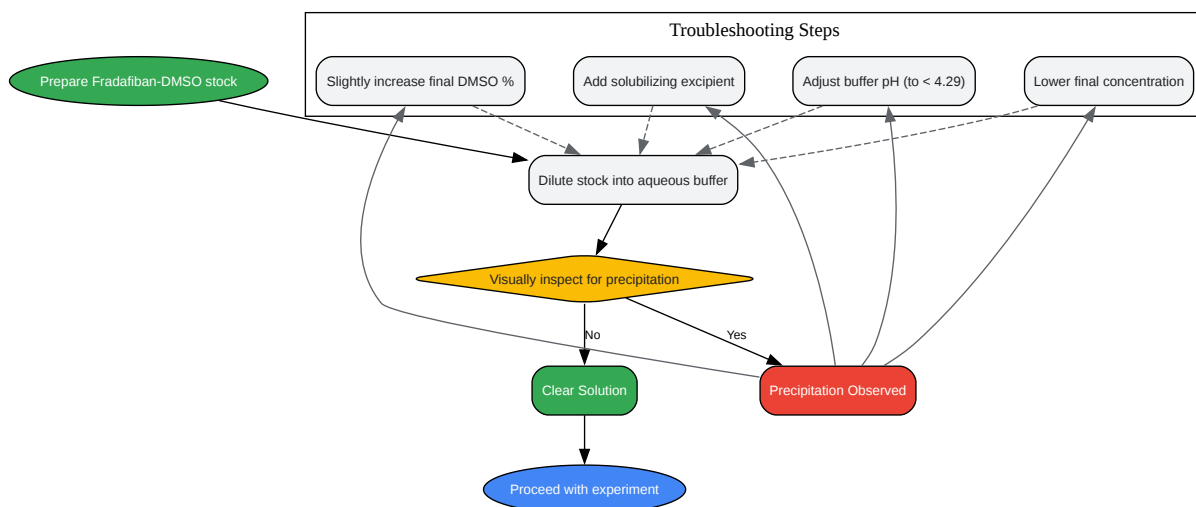 Troubleshooting Steps
Prepare Fradafiban-DMSO stock
Slightly increase final DMSO %
Add solubilizing excipient
Adjust buffer pH (to < 4.29)
Lower final concentration
Dilute stock into aqueous buffer
Visually inspect for precipitation
No
Yes
Clear Solution
Precipitation Observed
Proceed with experiment